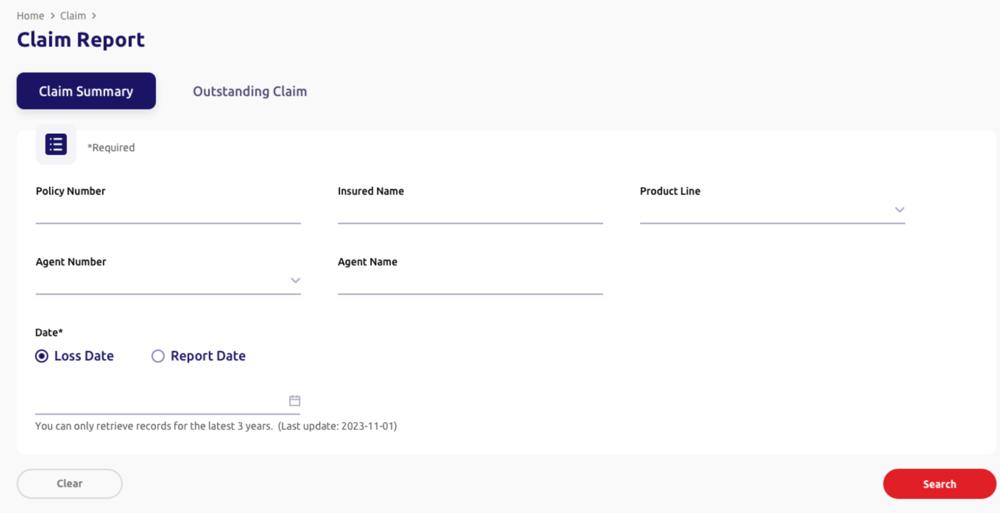 Home > Claim >
Claim Report
Claim Summary
Outstanding Claim
*Required
Policy Number
Insured Name
Product Line
Agent Number
Agent Name
Date*
Loss Date
Report Date
You can only retrieve records for the latest 3 years. (Last update: 2023-11-01)
Clear
Search